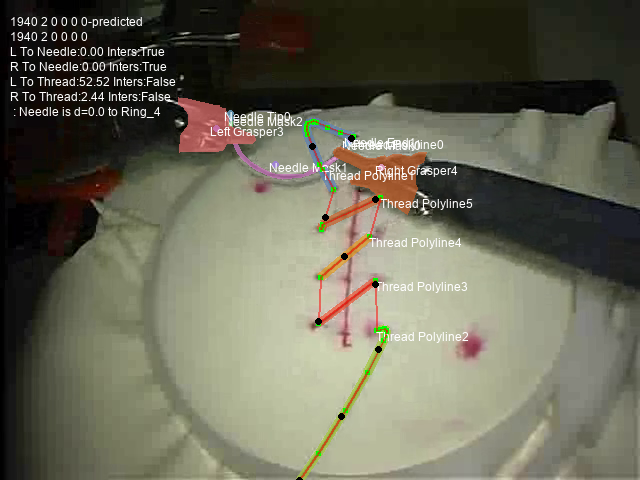 1940 2 0 0 0 0-predicted
1940 2 0 0 0 0
L To Needle:0.00 Inters:True
R To Needle:0.00 Inters:True
L To Thread:52.52 Inters:False
R To Thread:2.44 Inters:False
: Needle is d=0.0 to Ring_4
Needle Tip0
Needle Mask2
Left Grasper3
Needle Mask1
Thread Polyline
Right Grasper4
Thread Polyline5
Thread Polyline4
Thread Polyline3
Thread Polyline2